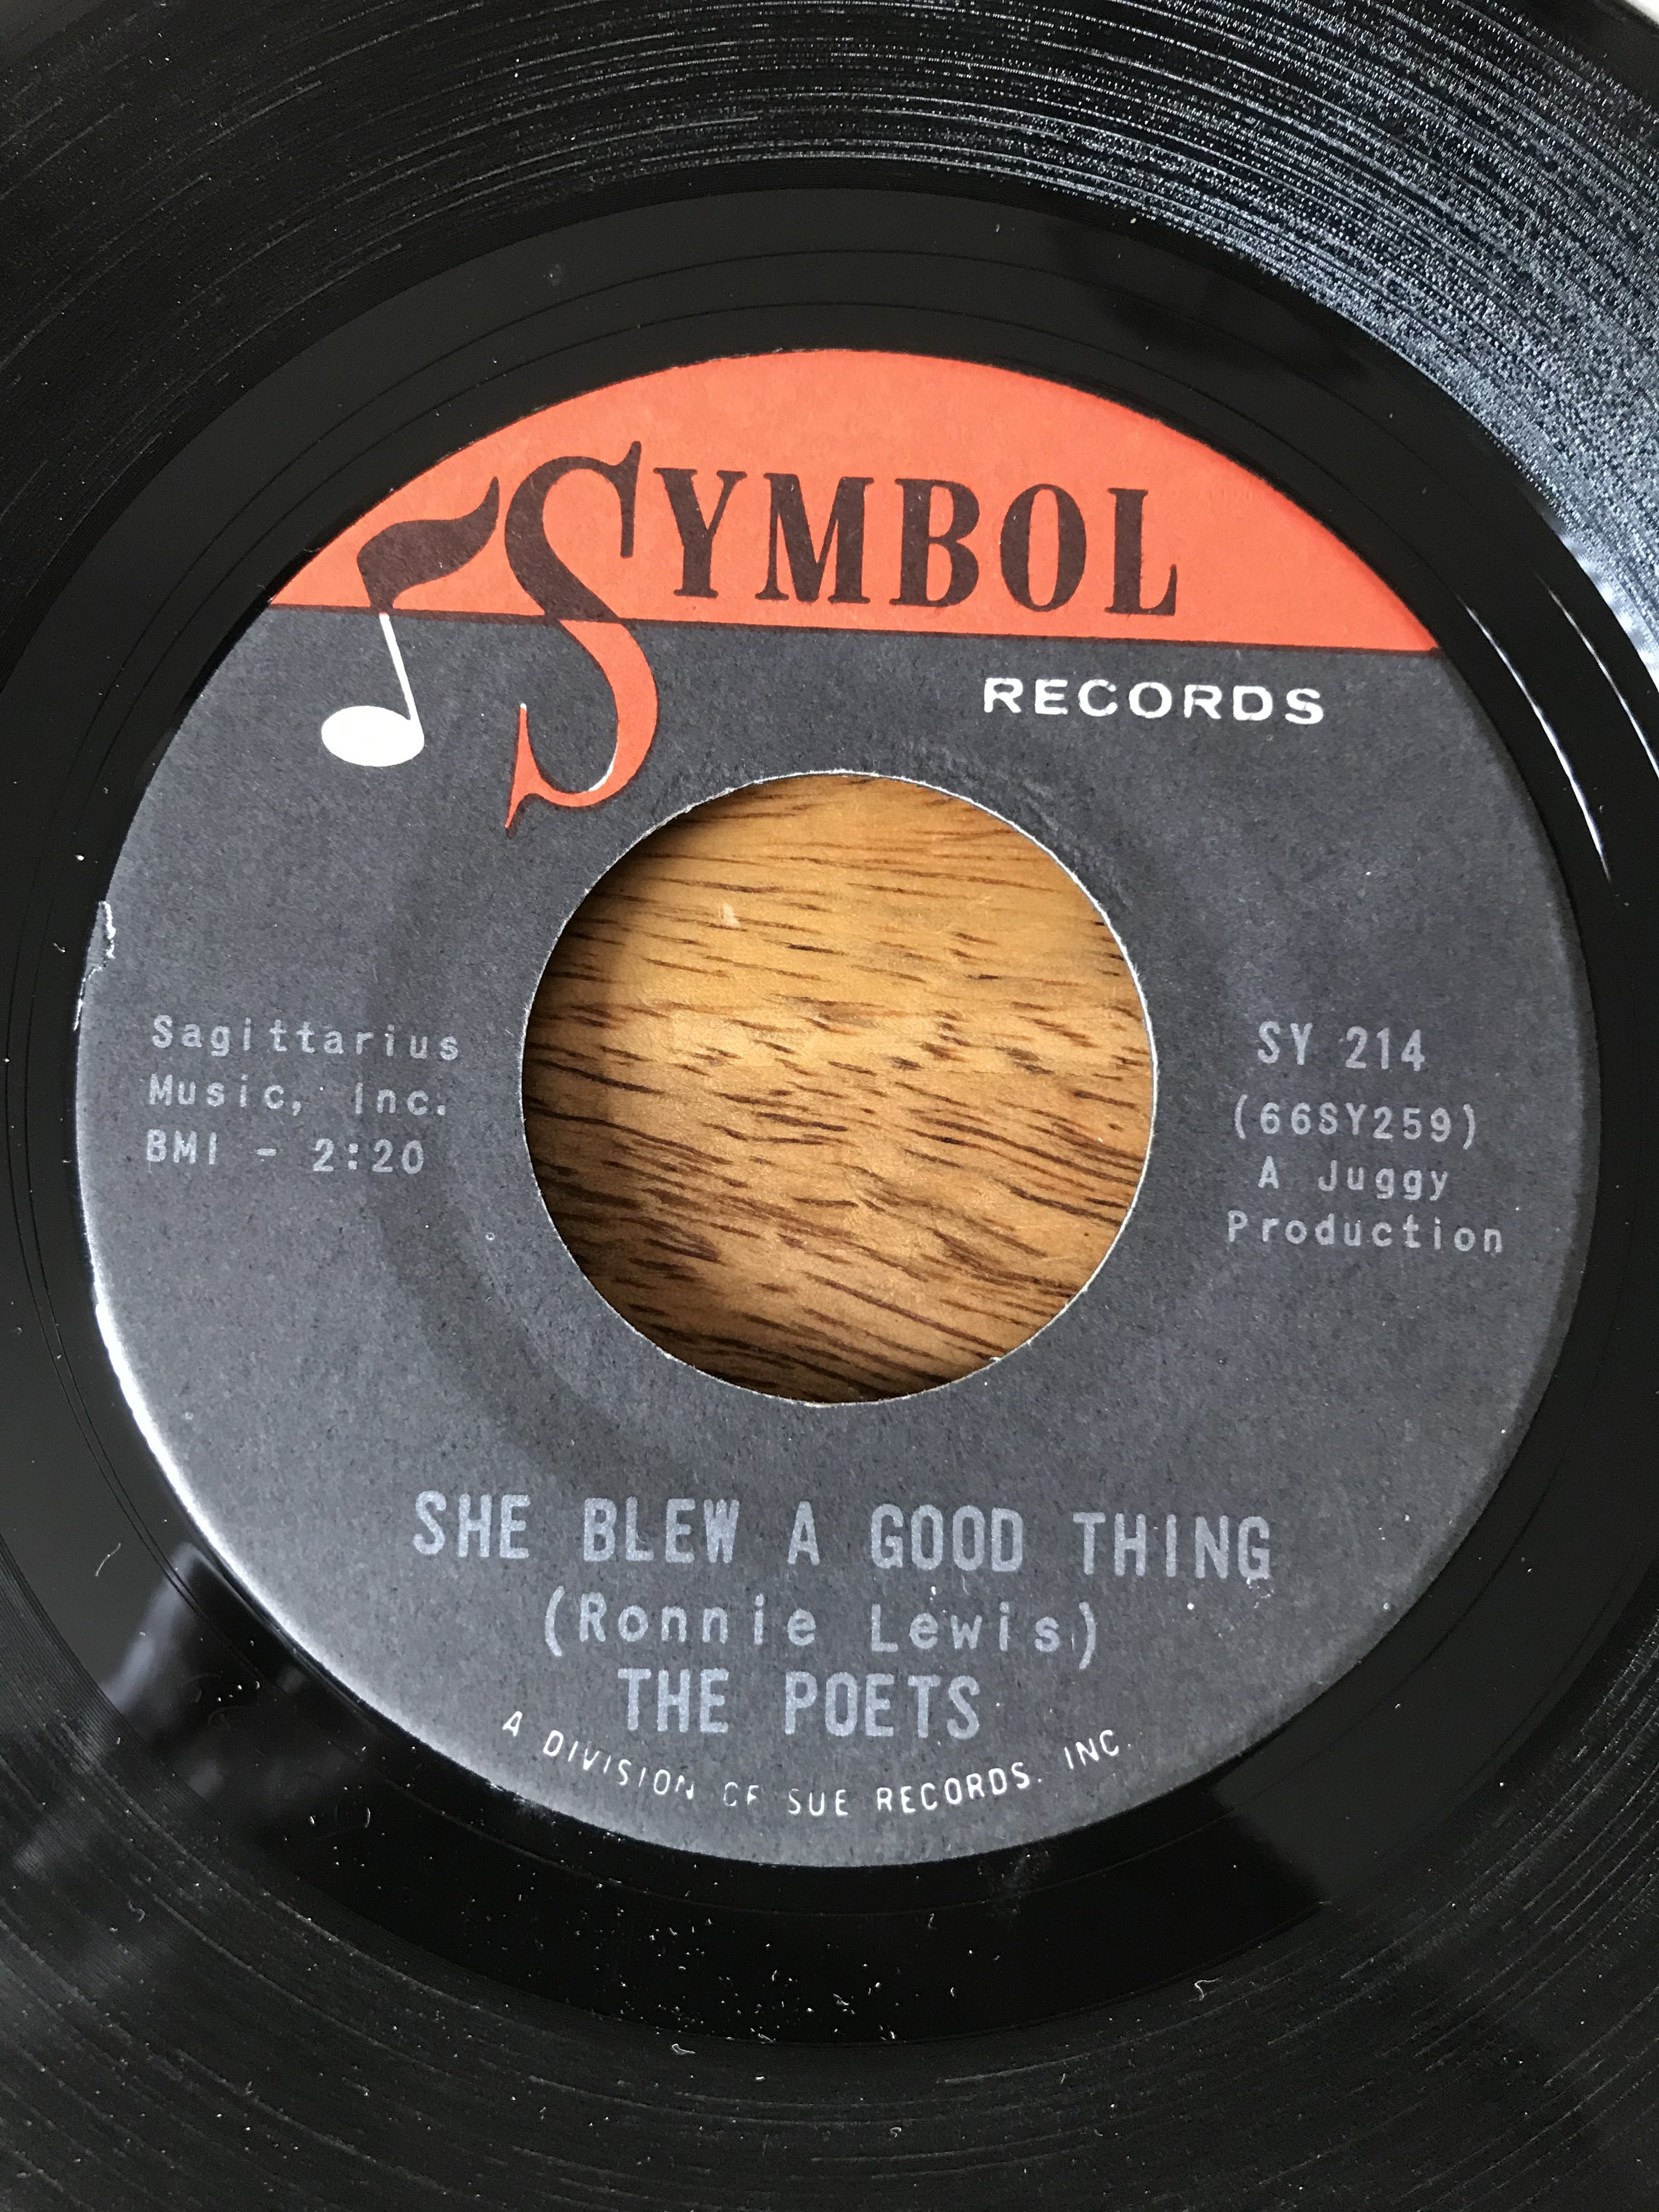 SYMBOL
RECORDS
Sagittarius
Music, Inc.
BMI - 2:20
SY 214
(66SY259)
A Juggy
Production
SHE BLEW A GOOD THING
(Ronnie Lewis)
THE POETS
A DIVISION OF SUE RECORDS, INC.